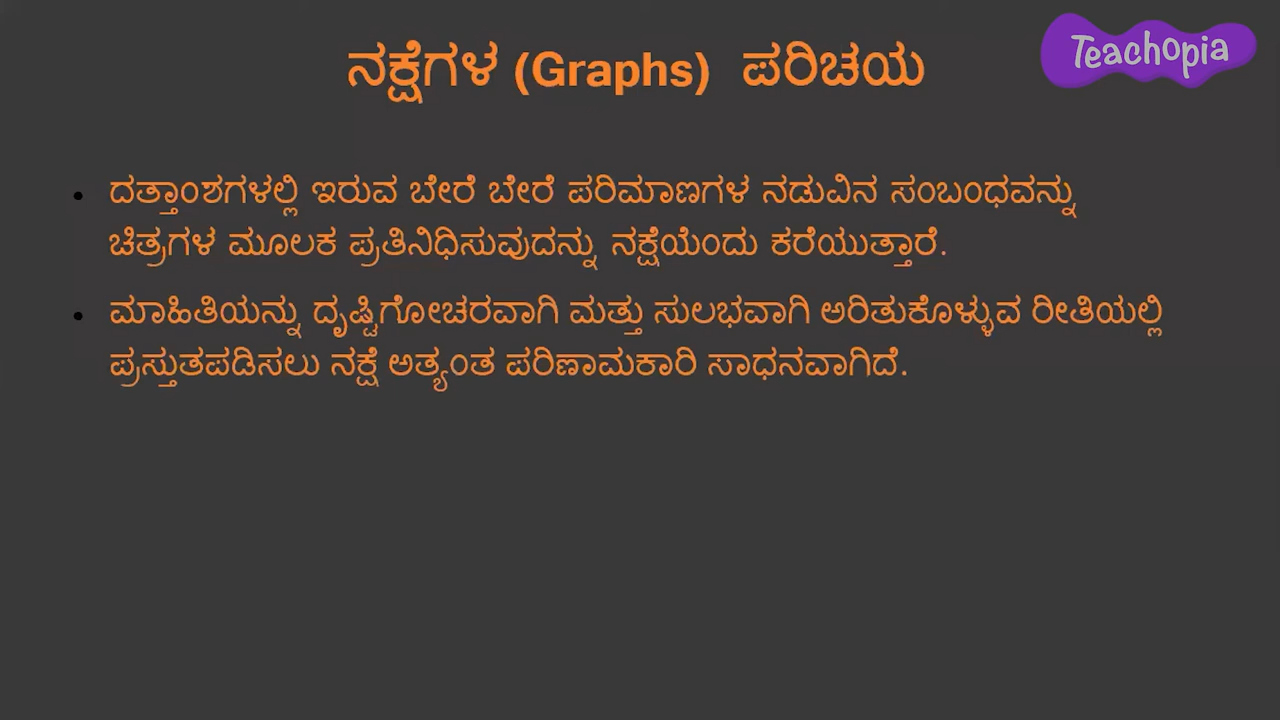 ನಕ್ಷೆಗಳ (Graphs) ಪರಿಚಯ
Teachopia
• ದತ್ತಾಂಶಗಳಲ್ಲಿ ಇರುವ ಬೇರೆ ಬೇರೆ ಪರಿಮಾಣಗಳ ನಡುವಿನ ಸಂಬಂಧವನ್ನು
ಚಿತ್ರಗಳ ಮೂಲಕ ಪ್ರತಿನಿಧಿಸುವುದನ್ನು ನಕ್ಷೆಯೆಂದು ಕರೆಯುತ್ತಾರೆ.
• ಮಾಹಿತಿಯನ್ನು ದೃಷ್ಟಿಗೋಚರವಾಗಿ ಮತ್ತು ಸುಲಭವಾಗಿ ಅರಿತುಕೊಳ್ಳುವ ರೀತಿಯಲ್ಲಿ
ಪ್ರಸ್ತುತಪಡಿಸಲು ನಕ್ಷೆ ಅತ್ಯಂತ ಪರಿಣಾಮಕಾರಿ ಸಾಧನವಾಗಿದೆ.